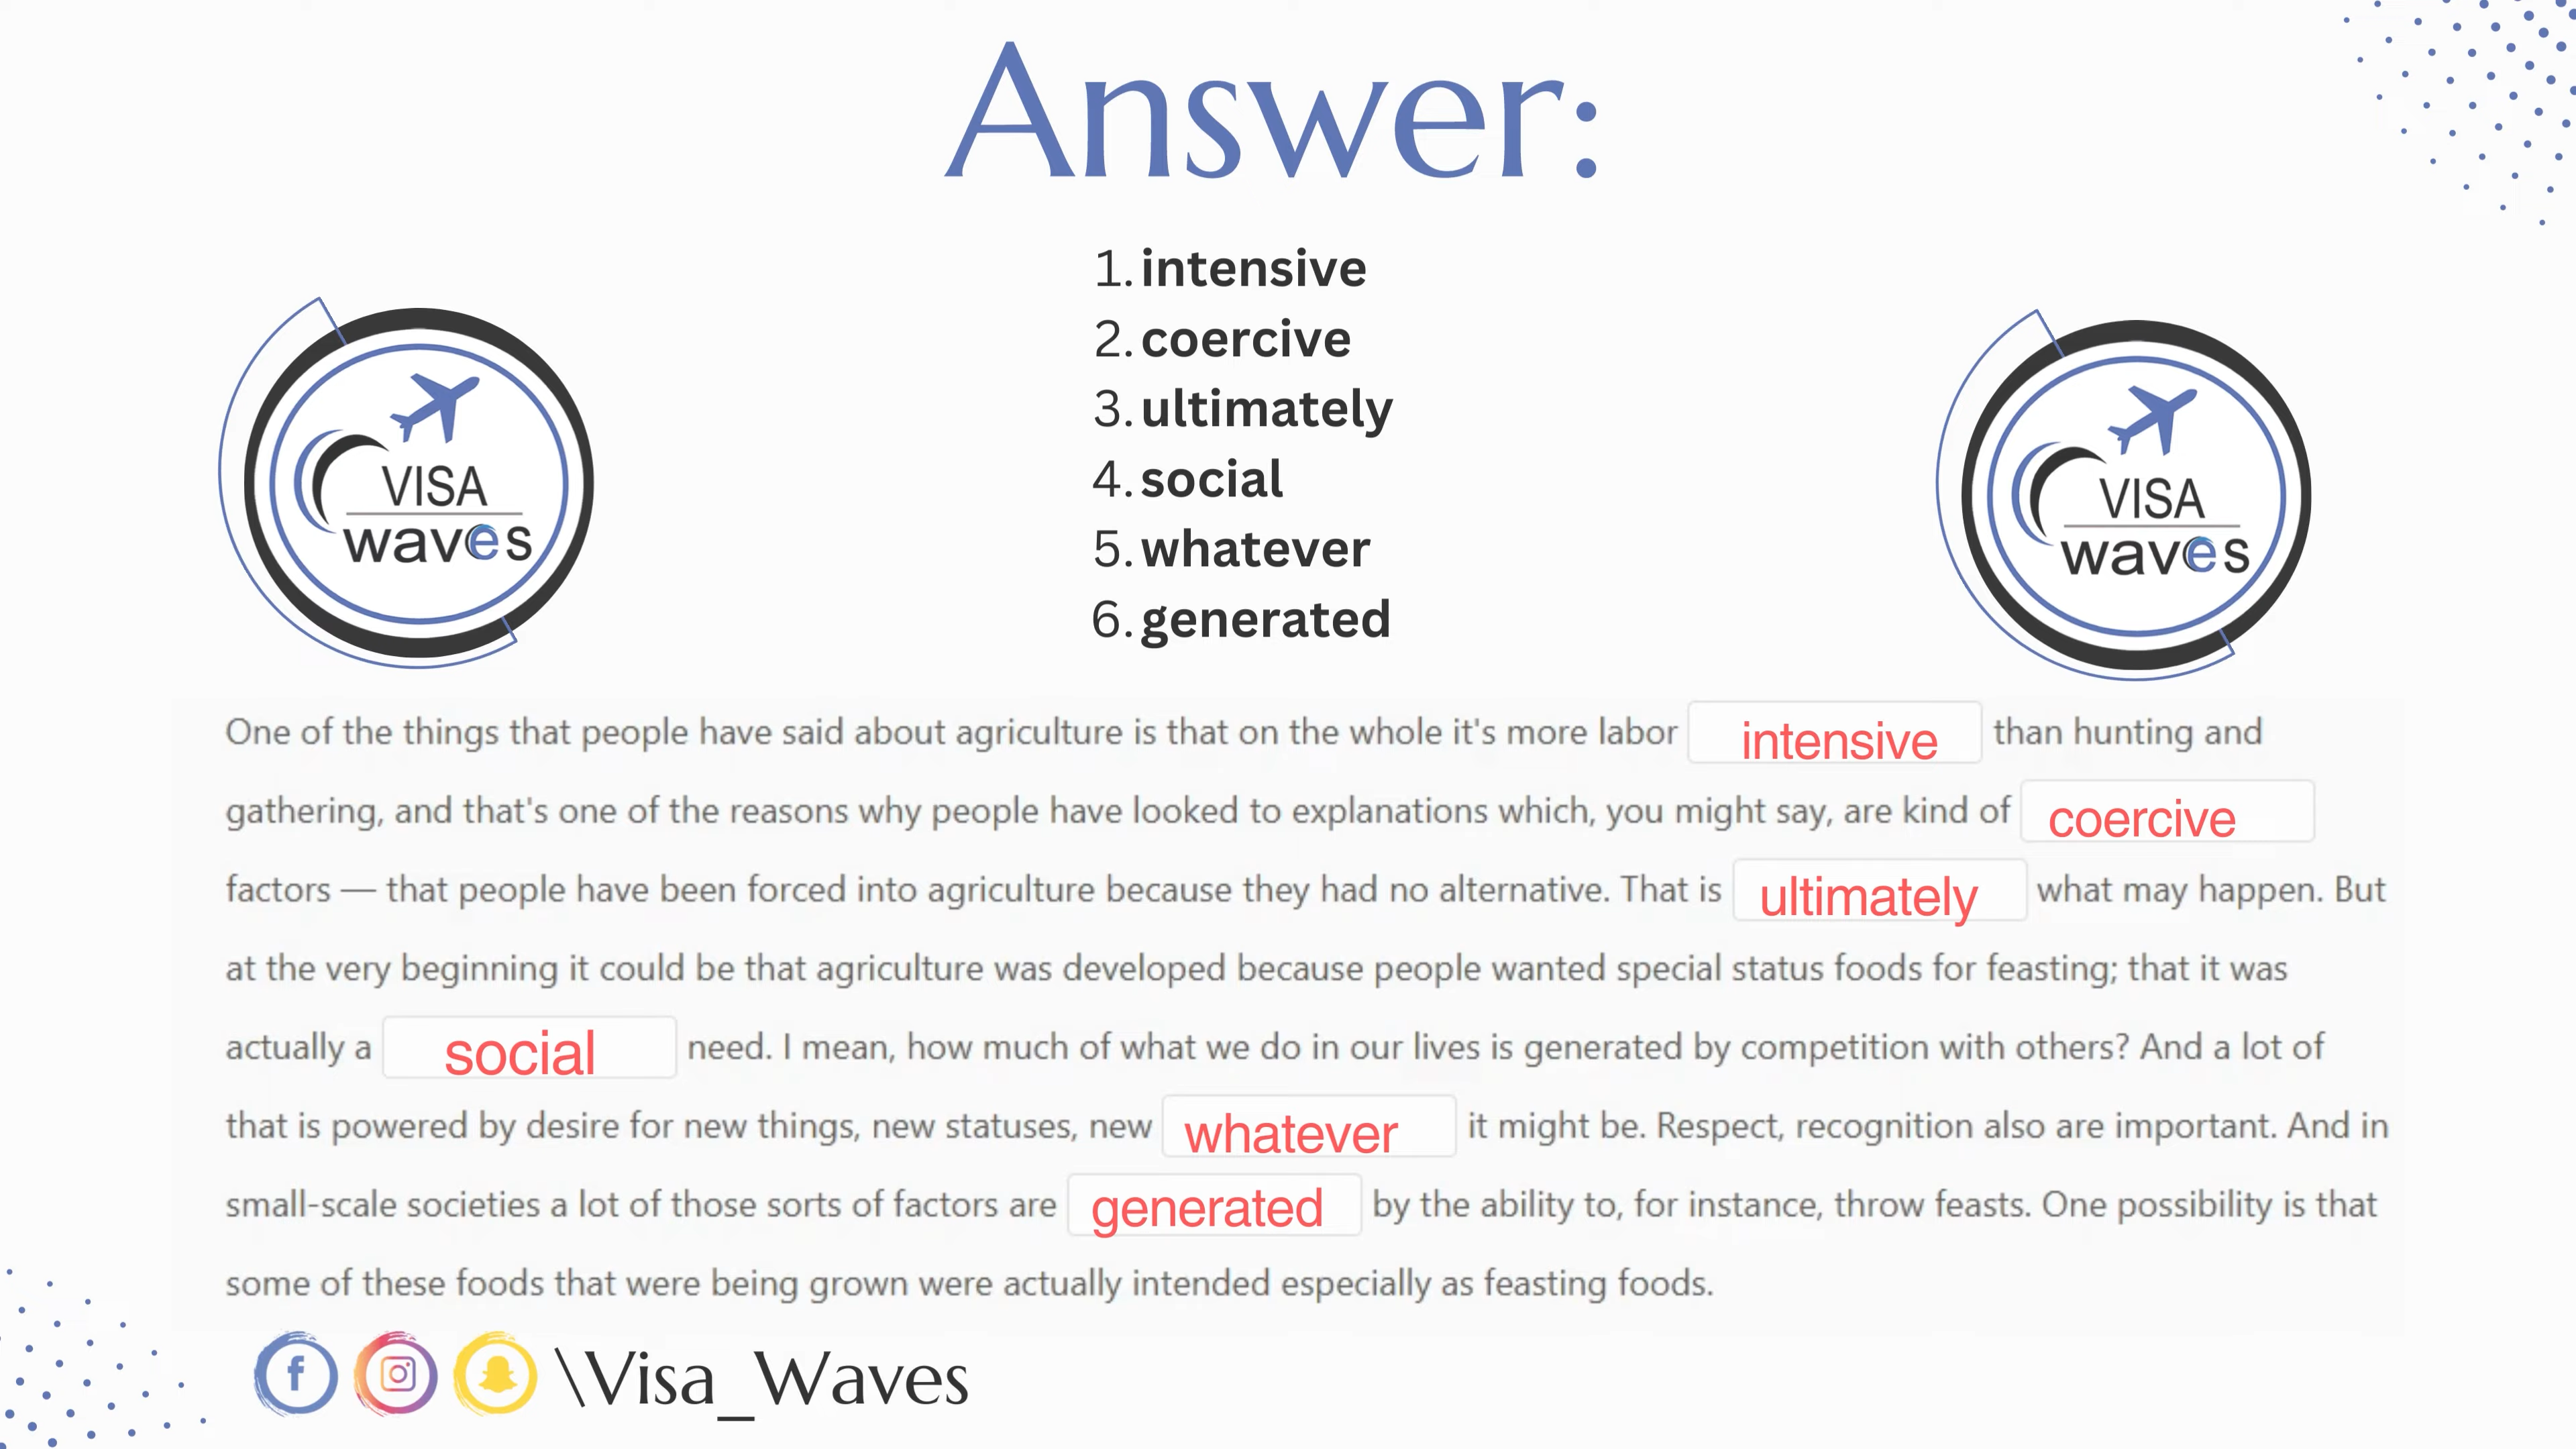 Answer:
1. intensive
2. coercive
3. ultimately
4. social
5. whatever
6. generated
VISA
waves
VISA
waves
One of the things that people have said about agriculture is that on the whole it's more labor intensive than hunting and
gathering, and that's one of the reasons why people have looked to explanations which, you might say, are kind of coercive
factors — that people have been forced into agriculture because they had no alternative. That is ultimately what may happen. But
at the very beginning it could be that agriculture was developed because people wanted special status foods for feasting; that it was
actually a social need. I mean, how much of what we do in our lives is generated by competition with others? And a lot of
that is powered by desire for new things, new statuses, new whatever it might be. Respect, recognition also are important. And in
small-scale societies a lot of those sorts of factors are generated by the ability to, for instance, throw feasts. One possibility is that
some of these foods that were being grown were actually intended especially as feasting foods.
\Visa_Waves